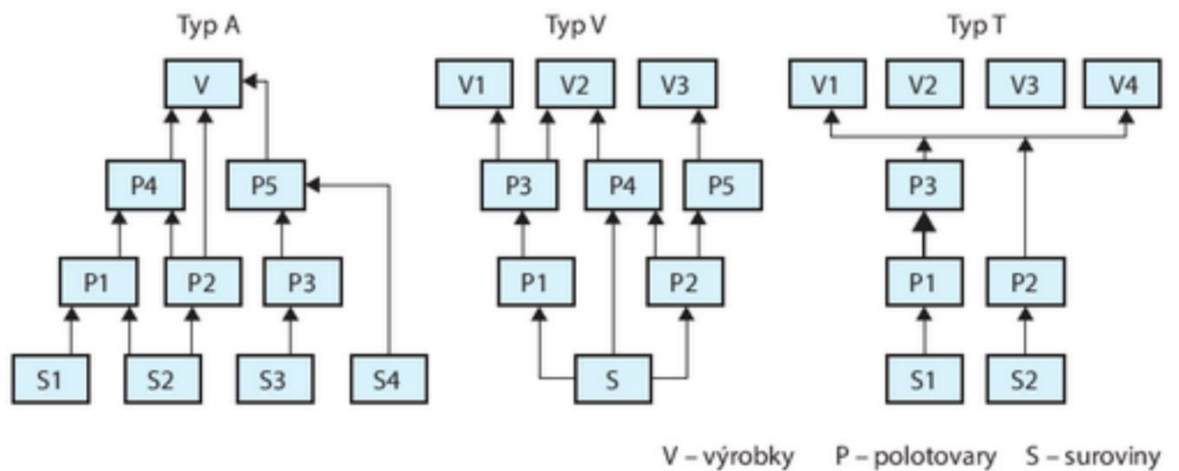 Typ A Typ V Typ T
V V1 V2 V3 V1 V2 V3 V4
P4 P5 P3 P4 P5 P3
P1 P2 P3 P1 P2 P1 P2
S1 S2 S3 S4 S S1 S2
V – výrobky P – polotovary S – suroviny